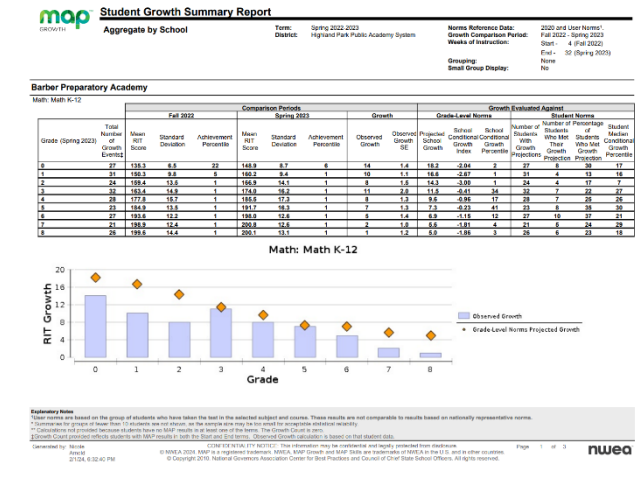 map
GROWTH
Student Growth Summary Report
Aggregate by School
Term: Spring 2022-2023
District: Highland Park Public Academy System
Norms Reference Data: 2020 and User Norms¹.
Growth Comparison Period: Fall 2022 - Spring 2023
Weeks of Instruction: Start - 4 (Fall 2022)
End - 32 (Spring 2023)
Grouping: None
Small Group Display: No
Barber Preparatory Academy
Math: Math K-12
Comparison Periods Growth Evaluated Against
Fall 2022 Spring 2023 Growth Grade-Level Norms Student Norms
Grade (Spring 2023) Total Number of Growth Events‡ Mean RIT Score Standard Deviation Achievement Percentile Mean RIT Score Standard Deviation Achievement Percentile Observed Growth Observed Growth SE Projected School Growth School Conditional Growth Index School Conditional Growth Percentile Number of Students With Growth Projections Number of Students Who Met Their Growth Projection Percentage of Students Who Met Growth Projection Student Median Conditional Growth Percentile
0 27 135.3 6.5 22 148.9 8.7 6 14 1.4 18.2 -2.04 2 27 8 30 17
1 31 150.3 9.8 5 160.2 9.4 1 10 1.1 16.6 -2.87 1 31 4 13 16
2 24 159.4 13.5 1 156.9 14.1 1 8 1.5 14.3 -3.00 1 24 4 17 7
3 32 163.4 14.9 1 174.0 16.2 1 11 2.0 11.5 -0.41 34 32 7 22 27
4 28 177.8 15.7 1 185.5 17.3 1 8 1.3 9.6 -0.95 17 28 7 25 26
5 23 184.9 13.5 1 191.7 16.3 1 7 1.3 7.3 -0.23 41 23 8 35 30
6 27 193.6 12.2 1 198.0 12.6 1 5 1.4 6.9 -1.15 12 27 10 37 21
7 21 198.9 12.4 1 200.8 12.6 1 2 1.0 5.5 -1.81 4 21 5 24 29
8 26 199.6 14.4 1 200.1 13.1 1 1 1.2 5.0 -1.86 3 26 6 23 18
Math: Math K-12
RIT Growth
20
16
12
8
4
0
0 1 2 3 4 5 6 7 8
Grade
Observed Growth
Grade-Level Norms Projected Growth
Explanatory Notes
¹User norms are based on the group of students who have taken the test in the selected subject and course. These results are not comparable to results based on nationally representative norms.
* Summaries for groups of fewer than 10 students are not shown, as the sample size may be too small for acceptable statistical reliability.
** Calculations not provided because students have no MAP results in at least one of the terms. The Growth Count is zero.
‡Growth Count provided reflects students with MAP results in both the Start and End terms. Observed Growth calculation is based on that student data.
Generated by: Nicole
Arnold
2/1/24, 6:32:40 PM
CONFIDENTIALITY NOTICE: This information may be confidential and legally protected from disclosure.
© NWEA 2024. MAP is a registered trademark. NWEA, MAP Growth and MAP Skills are trademarks of NWEA in the U.S. and in other countries.
© Copyright 2010. National Governors Association Center for Best Practices and Council of Chief State School Officers. All rights reserved.
Page 1 of 3
nwea